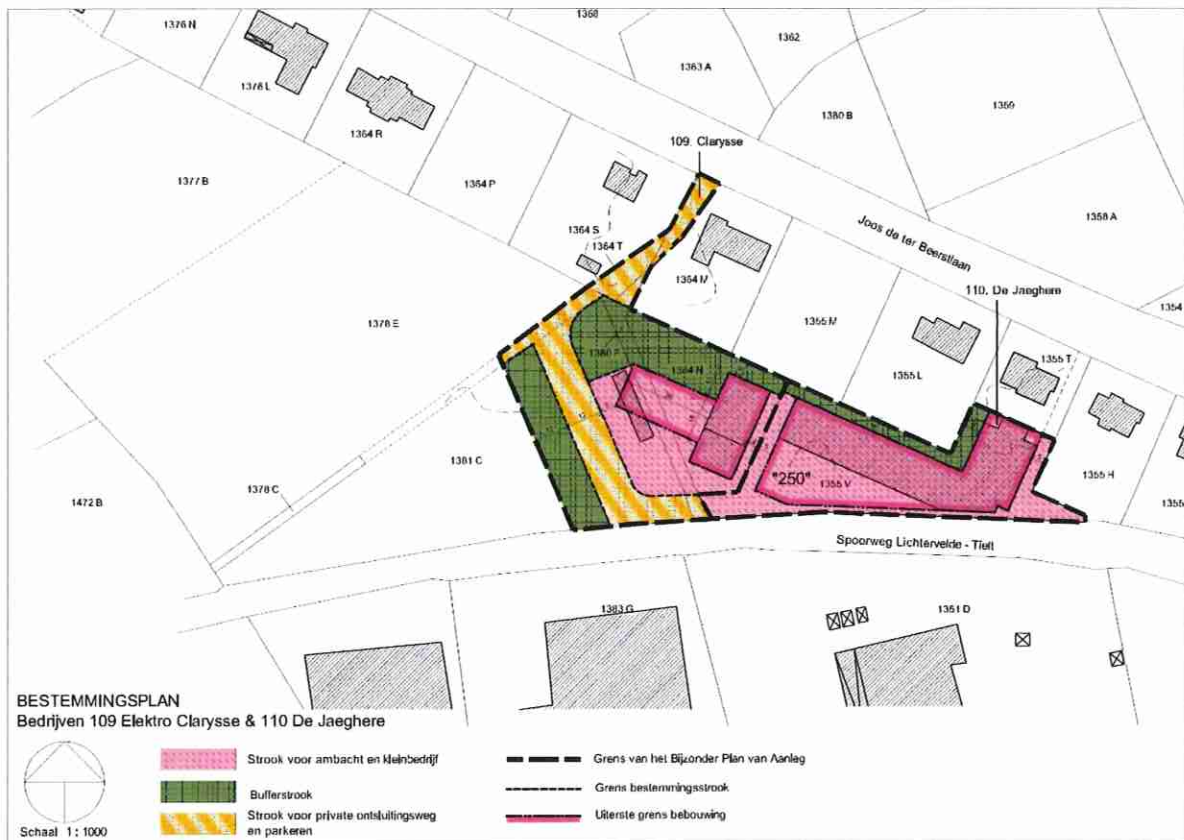 1376 N
1368
1362
1363 A
1359
1376 L
1380 B
1364 R
109. Clarysse
1377 B
1364 P
1358 A
1364 S
1364 T
Joos de ter Beerstlaan
1364 M
110. De Jaeghere
1354
1378 E
1355 M
1380 F
1364 N
1355 L
1355 T
1381 C
"250"
1355 V
1355 H
1378 C
1472 B
1355
Spoorweg Lichtervelde - Tielt
1383 G
1351 D
BESTEMMINGSPLAN
Bedrijven 109 Elektro Clarysse & 110 De Jaeghere
Strook voor ambacht en kleinbedrijf
Grens van het Bijzonder Plan van Aanleg
Bufferstrook
Grens bestemmingsstrook
Strook voor private ontsluitingsweg
en parkeren
Uiterste grens bebouwing
Schaal 1 : 1000